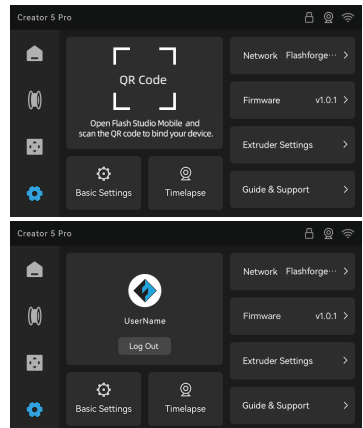 Creator 5 Pro
QR Code
Open Flash Studio Mobile and
scan the QR code to bind your device.
Basic Settings
Timelapse
Network Flashforge··· >
Firmware v1.0.1 >
Extruder Settings >
Guide & Support >
Creator 5 Pro
UserName
Log Out
Basic Settings
Timelapse
Network Flashforge··· >
Firmware v1.0.1 >
Extruder Settings >
Guide & Support >